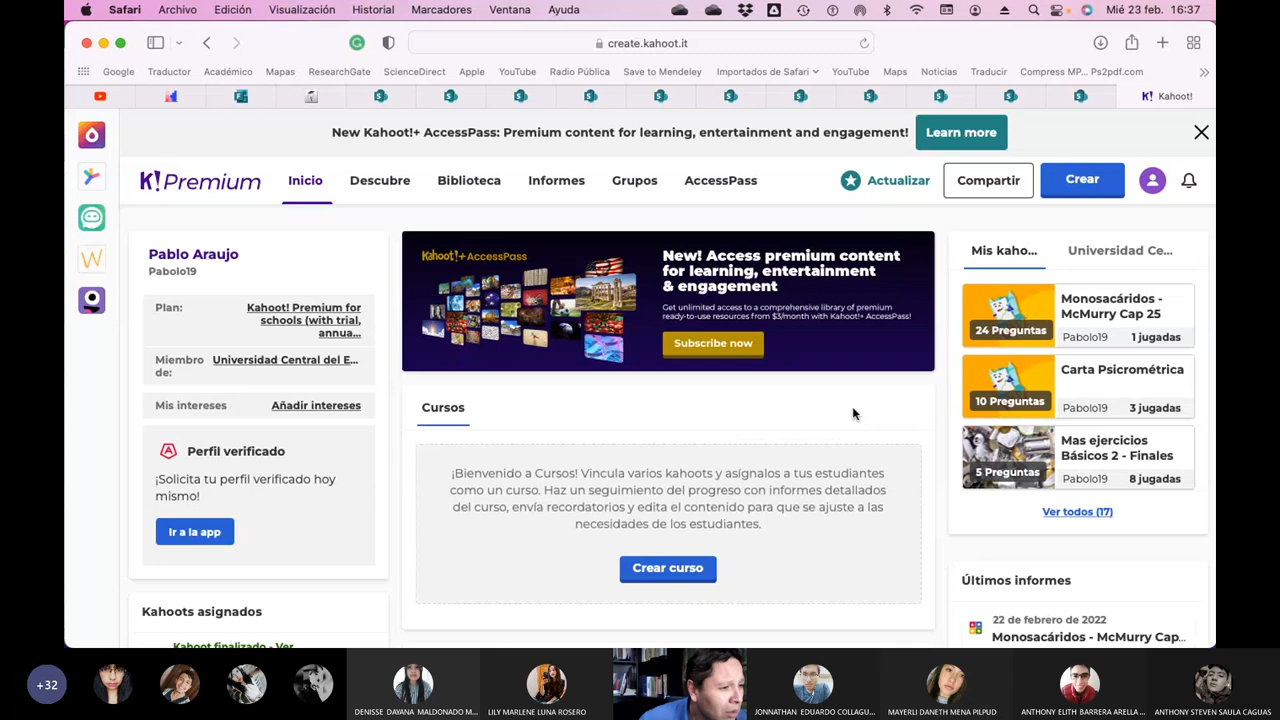 Safari Archivo Edición Visualización Historial Marcadores Ventana Ayuda Mié 23 feb. 16:37
create.kahoot.it
Google Traductor Académico Mapas ResearchGate ScienceDirect Apple YouTube Radio Pública Save to Mendeley Importados de Safari YouTube Maps Noticias Traducir Compress MP... Ps2pdf.com
K! Kahoot!
New Kahoot!+ AccessPass: Premium content for learning, entertainment and engagement! Learn more
K!Premium Inicio Descubre Biblioteca Informes Grupos AccessPass Actualizar Compartir Crear
Pablo Araujo
Pabolo19
Plan: Kahoot! Premium for
schools (with trial,
annua...
Miembro de: Universidad Central del E...
Mis intereses Añadir intereses
Perfil verificado
¡Solicita tu perfil verificado hoy
mismo!
Ir a la app
Kahoots asignados
Kahoot finalizado - Ver
Kahoot!+AccessPass
New! Access premium content
for learning, entertainment
& engagement
Get unlimited access to a comprehensive library of premium
ready-to-use resources from $3/month with Kahoot!+ AccessPass!
Subscribe now
Cursos
¡Bienvenido a Cursos! Vincula varios kahoots y asígnalos a tus estudiantes
como un curso. Haz un seguimiento del progreso con informes detallados
del curso, envía recordatorios y edita el contenido para que se ajuste a las
necesidades de los estudiantes.
Crear curso
Mis kaho... Universidad Ce...
Monosacáridos -
McMurry Cap 25
24 Preguntas
Pabolo19 1 jugadas
Carta Psicrométrica
10 Preguntas
Pabolo19 3 jugadas
Mas ejercicios
Básicos 2 - Finales
5 Preguntas
Pabolo19 8 jugadas
Ver todos (17)
Últimos informes
22 de febrero de 2022
Monosacáridos - McMurry Cap...
+32
DENISSE DAYANA MALDONADO M...
LILY MARLENE LUNA ROSERO
JONNATHAN EDUARDO COLLAGU...
MAYERLI DANETH MENA PILPUD
ANTHONY ELITH BARRERA ARELLA...
ANTHONY STEVEN SAULA CAGUAS